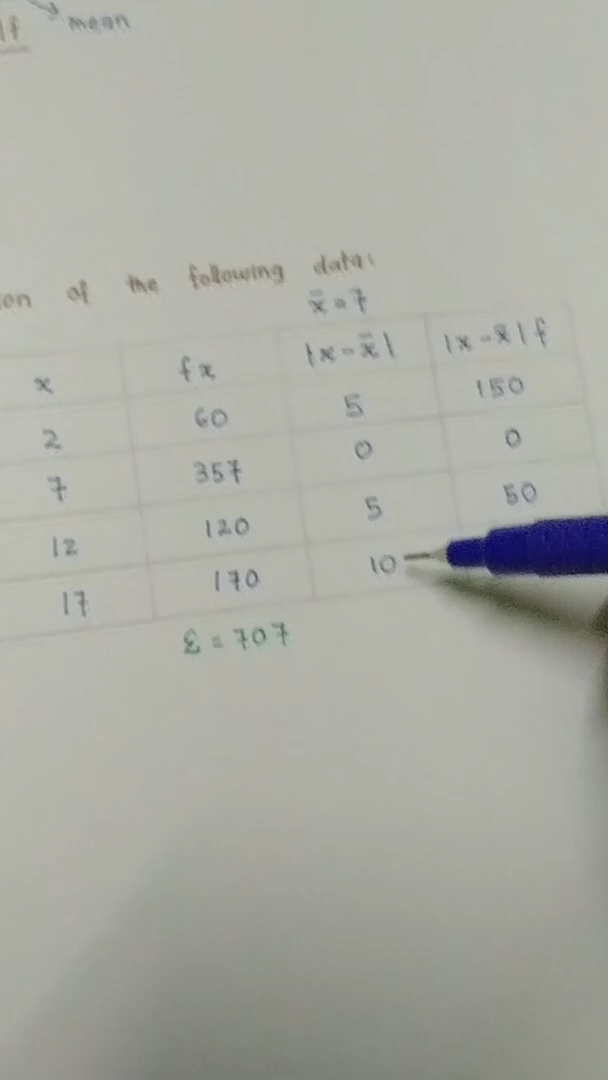 mean
of the following data:
x̄ = 7
x fx |x - x̄| |x - x̄| f
2 60 5 150
7 357 0 0
12 120 5 50
17 170 10
Σ = 707